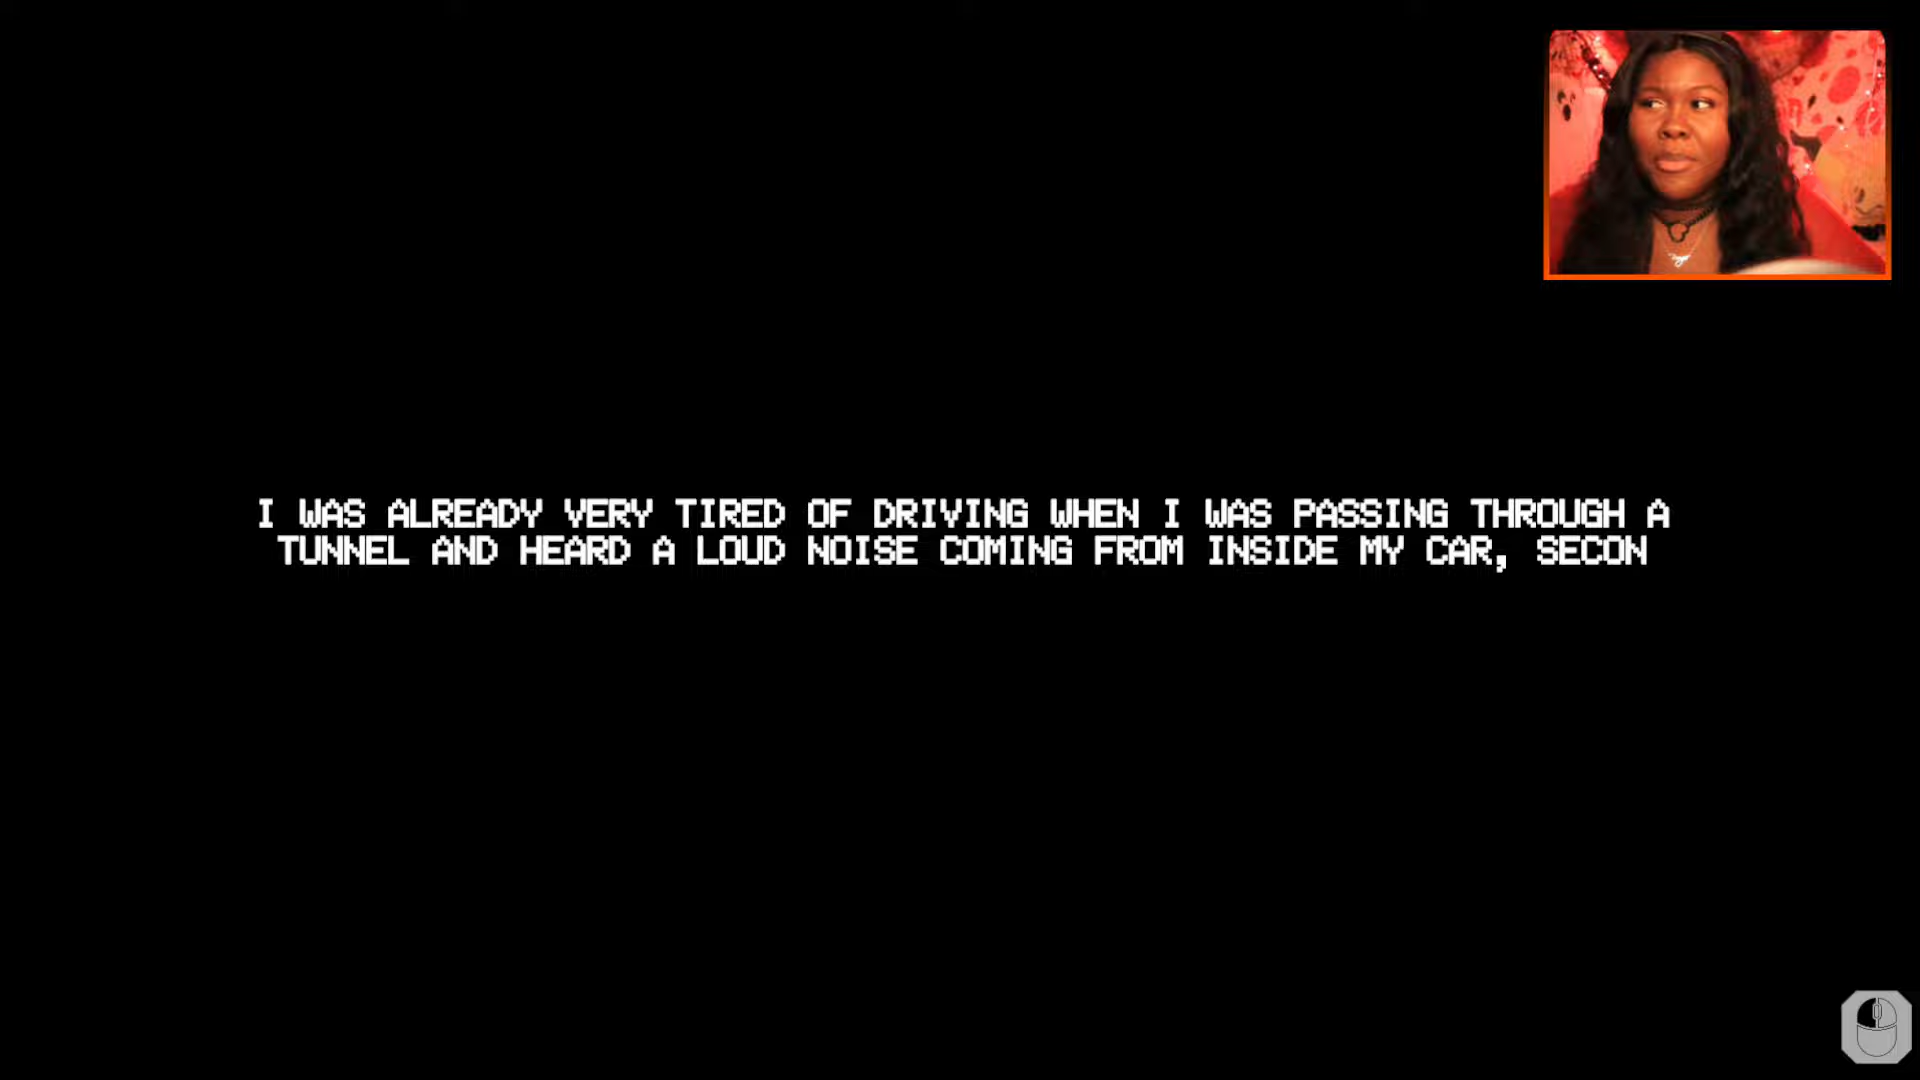 I WAS ALREADY VERY TIRED OF DRIVING WHEN I WAS PASSING THROUGH A
TUNNEL AND HEARD A LOUD NOISE COMING FROM INSIDE MY CAR, SECON